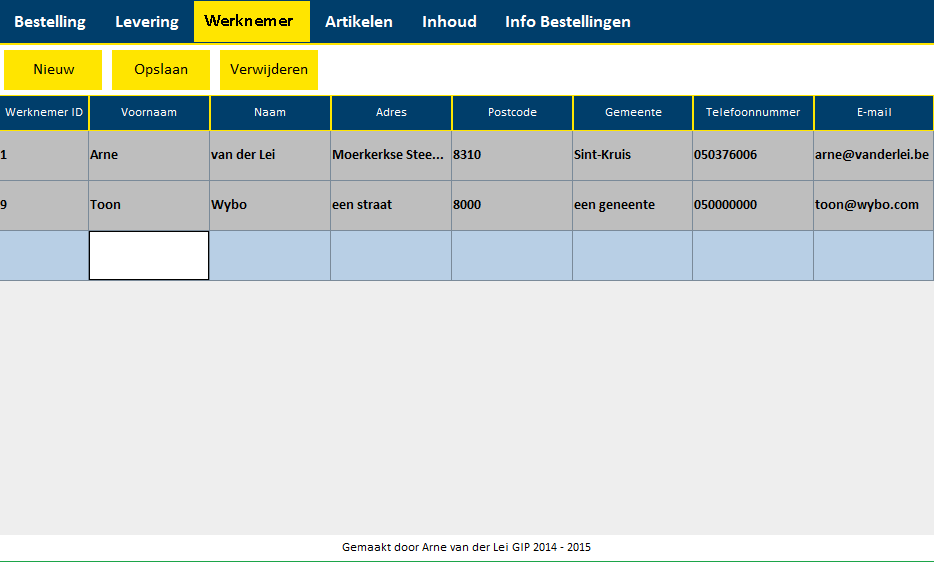 Bestelling Levering Werknemer Artikelen Inhoud Info Bestellingen
Nieuw Opslaan Verwijderen
Werknemer ID Voornaam Naam Adres Postcode Gemeente Telefoonnummer E-mail
1 Arne van der Lei Moerkerkse Stee... 8310 Sint-Kruis 050376006 arne@vanderlei.be
9 Toon Wybo een straat 8000 een geneente 050000000 toon@wybo.com
Gemaakt door Arne van der Lei GIP 2014 - 2015